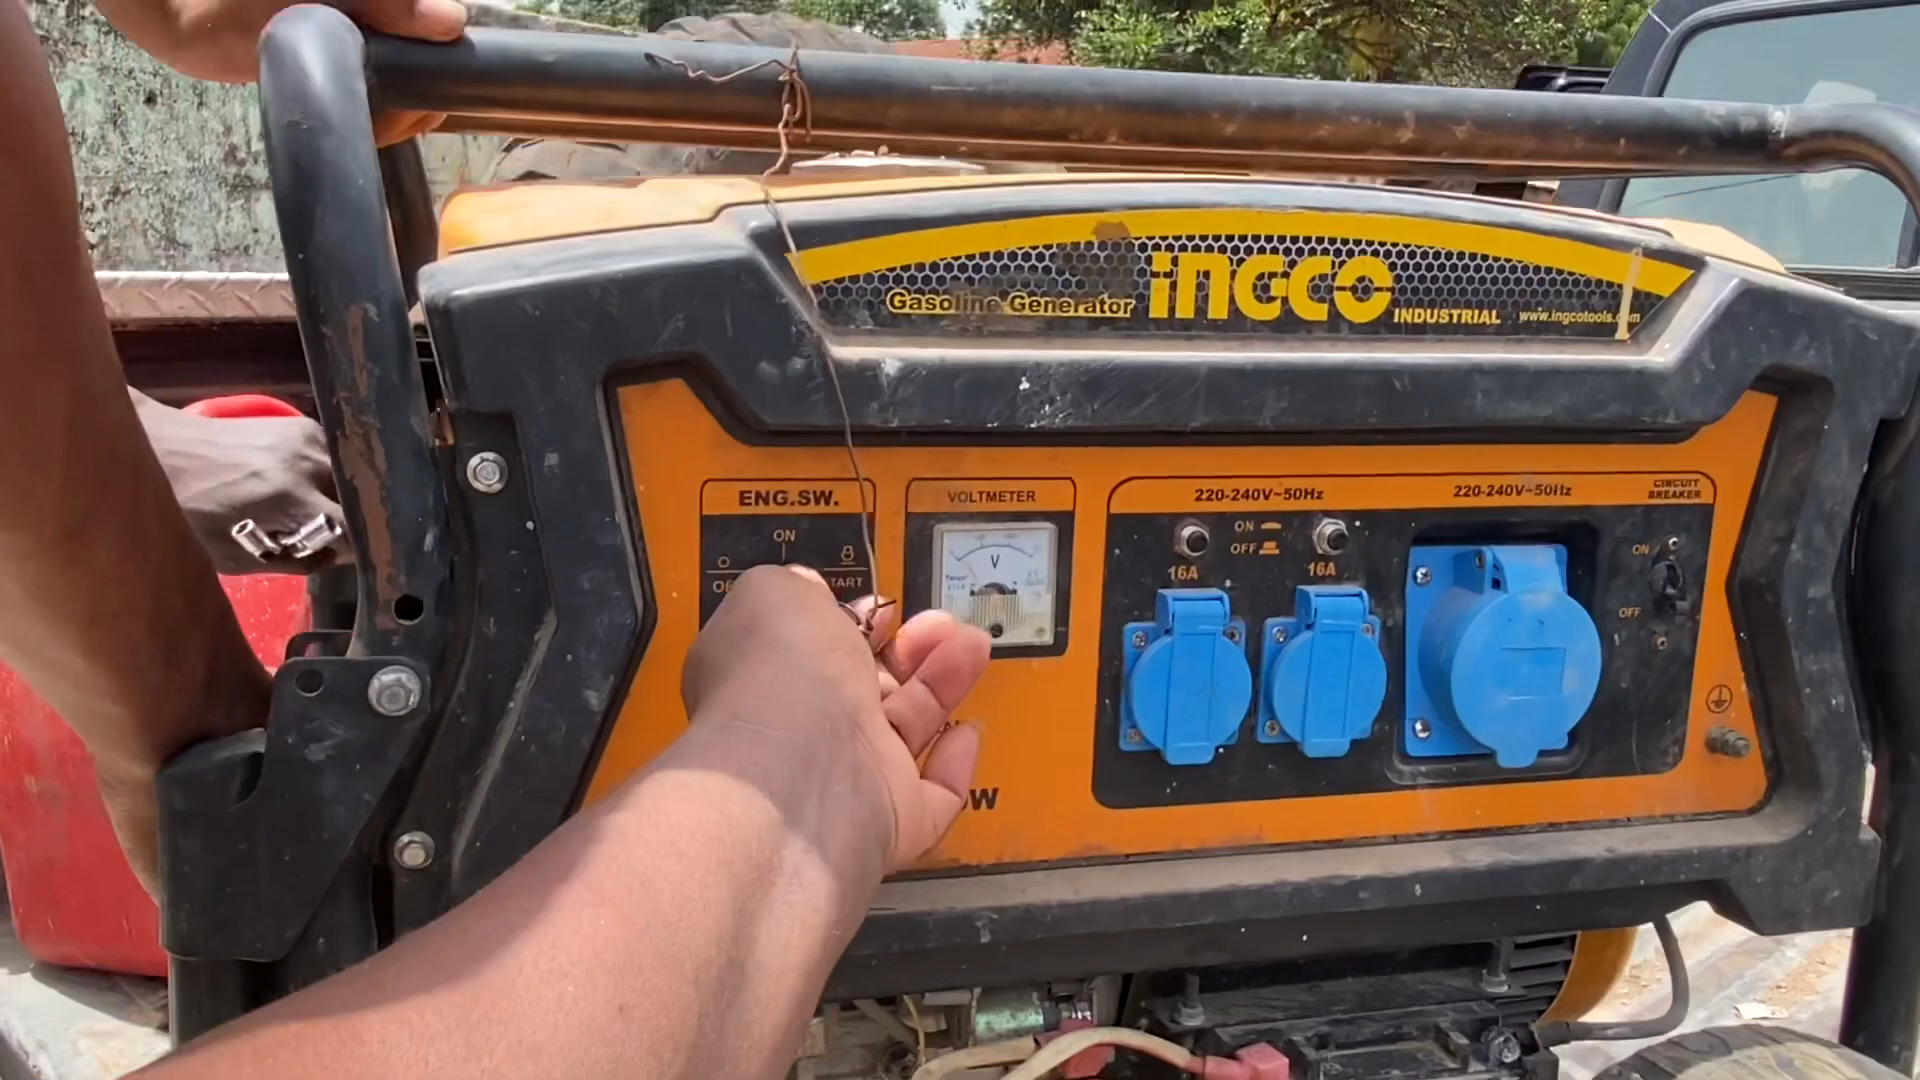 Gasoline Generator INGCO INDUSTRIAL www.ingcotools.com
ENG.SW.
ON
START
VOLTMETER
V
220-240V~50Hz
ON
OFF
16A
16A
220-240V~50Hz
CIRCUIT
BREAKER
ON
OFF
W